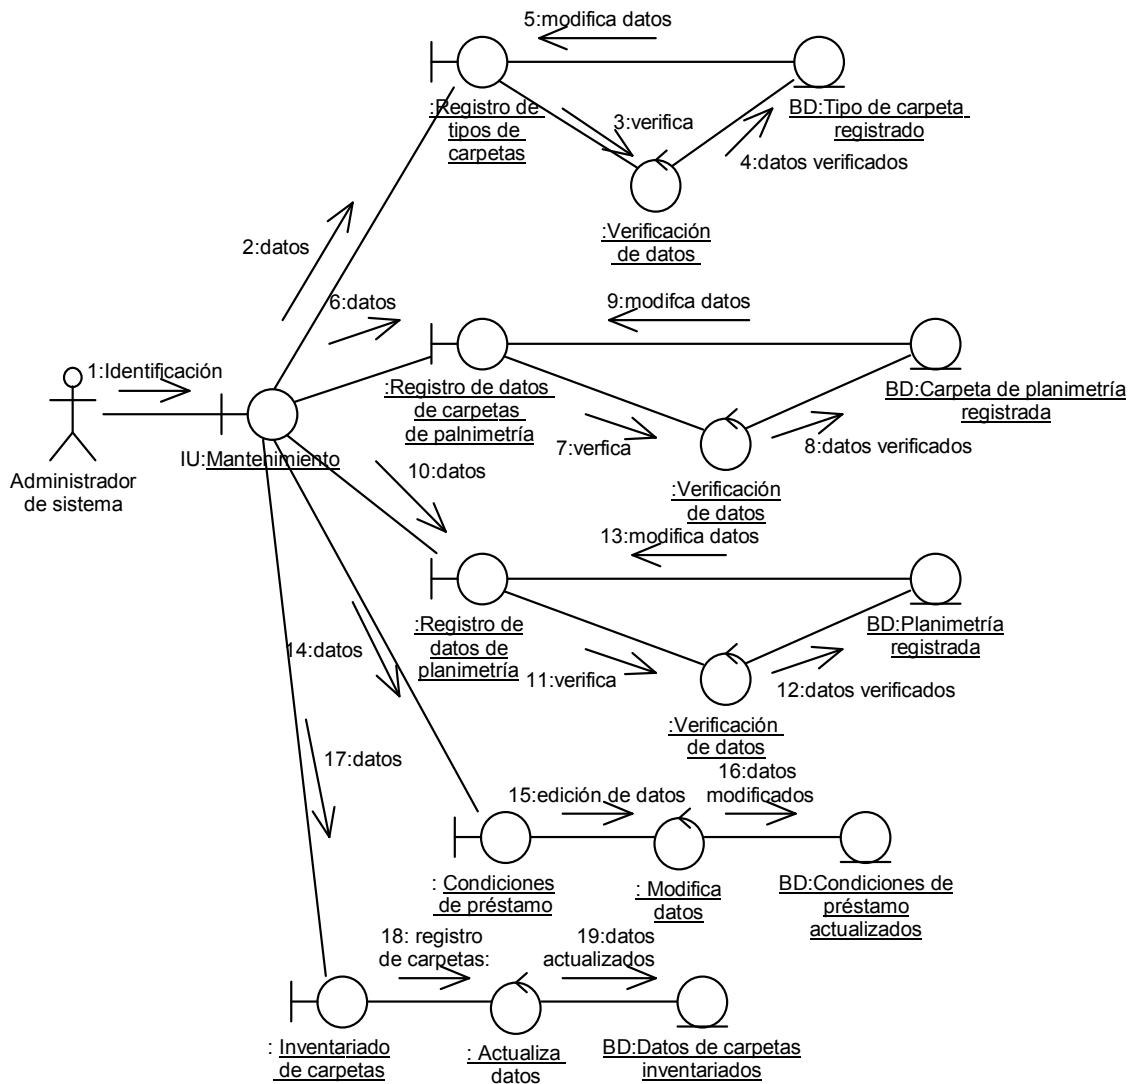 5:modifica datos
:Registro de
tipos de
carpetas
3:verifica
BD:Tipo de carpeta
registrado
4:datos verificados
:Verificación
de datos
2:datos
6:datos
9:modifca datos
1:Identificación
:Registro de datos
de carpetas
de palnimetría
BD:Carpeta de planimetría
registrada
7:verfica
8:datos verificados
IU:Mantenimiento
10:datos
Administrador
de sistema
:Verificación
de datos
13:modifica datos
:Registro de
datos de
planimetría
BD:Planimetría
registrada
14:datos
11:verifica
12:datos verificados
:Verificación
de datos
17:datos
16:datos
modificados
15:edición de datos
: Condiciones
de préstamo
: Modifica
datos
BD:Condiciones de
préstamo
actualizados
18: registro
de carpetas:
19:datos
actualizados
: Inventariado
de carpetas
: Actualiza
datos
BD:Datos de carpetas
inventariados